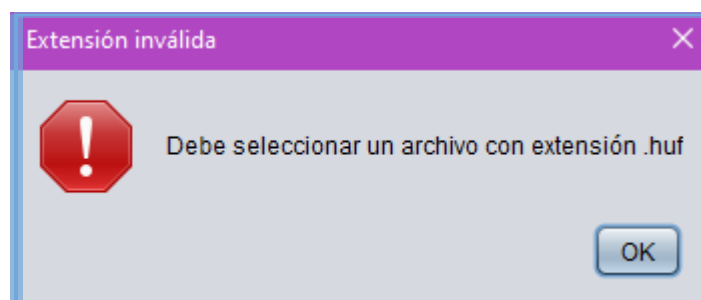 Extensión inválida
Debe seleccionar un archivo con extensión .huf
OK